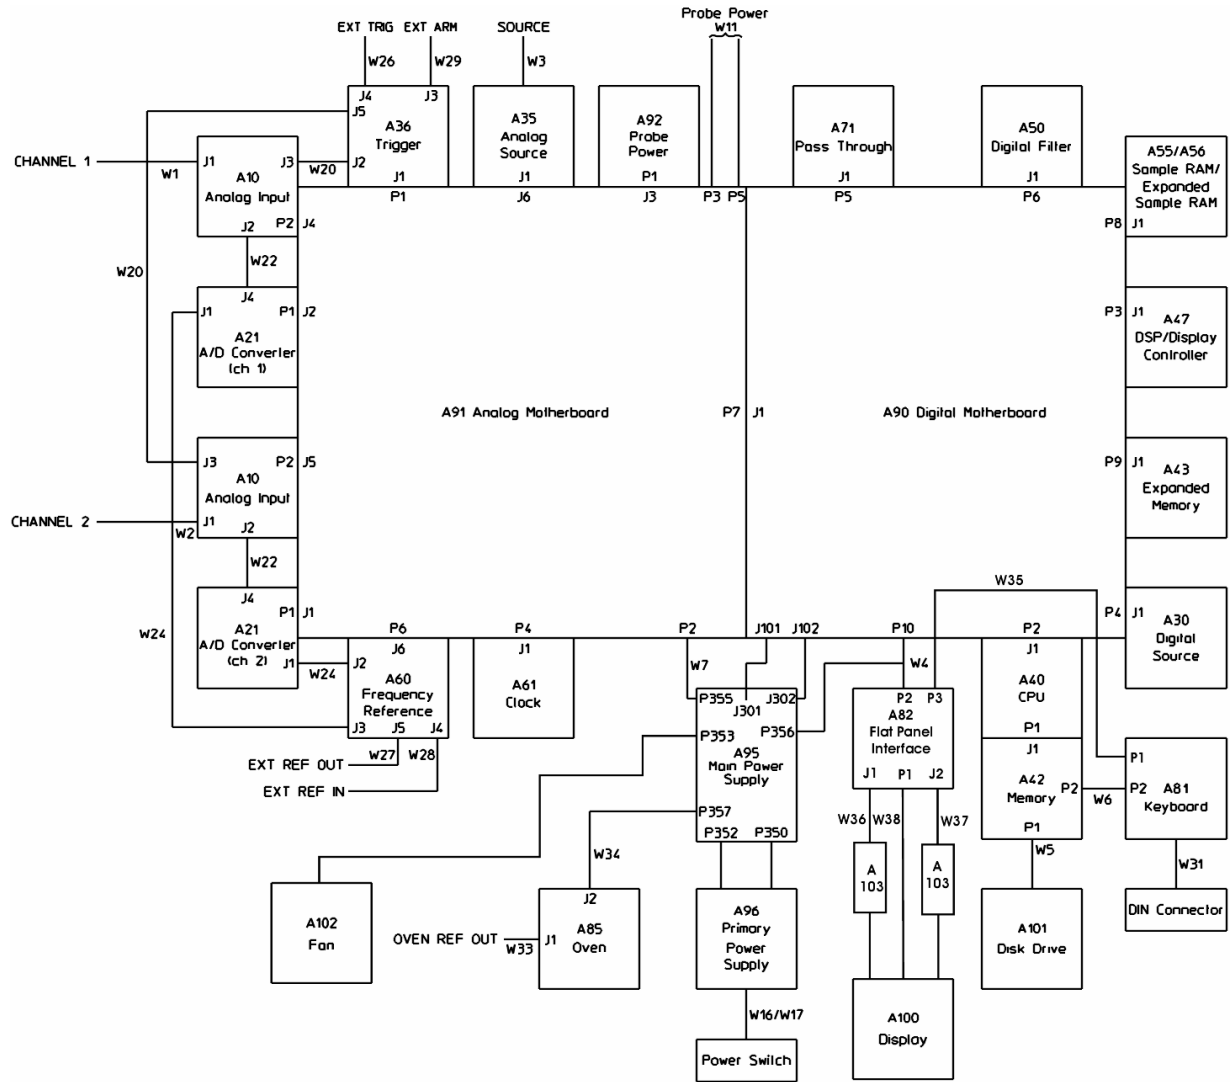 Probe Power
W11
EXT TRIG
EXT ARM
SOURCE
W26
W29
W3
J4
J3
J5
A36
Trigger
J2
J1
P1
A35
Analog
Source
J1
J6
A92
Probe
Power
P1
J3
P3
P5
A71
Pass Through
J1
P5
A50
Digital Filter
J1
P6
A55/A56
Sample RAM/
Expanded
Sample RAM
P8
J1
CHANNEL 1
W1
J1
J3
W20
A10
Analog Input
P2
J4
J2
W22
W20
J4
J1
P1
J2
A21
A/D Converler
(ch 1)
P3
J1
A47
DSP/Display
Controller
A91 Analog Motherboard
P7
J1
A90 Digital Motherboard
J3
P2
J5
A10
Analog Input
CHANNEL 2
W2
J1
J2
W22
P9
J1
A43
Expanded
Memory
W35
J4
P1
J1
A21
A/D Converter
(ch 2)
W24
J1
W24
P4
J1
A30
Digital
Source
P6
P4
P2
J101
J102
P10
P2
J6
J2
A60
Frequency
Reference
J3
J5
J4
W27
W28
EXT REF OUT
EXT REF IN
J1
A61
Clock
W7
W4
P355
J302
J301
P353
P356
A95
Main Power
Supply
P357
P352
P350
P2
P3
A82
Flat Panel
Interface
J1
P1
J2
J1
A40
CPU
P1
J1
A42
Memory
P2
P1
W6
P1
P2
A81
Keyboard
W36
W38
W37
W5
W31
W34
A
103
A
103
A102
Fan
OVEN REF OUT
W33
J2
J1
A85
Oven
A96
Primary
Power
Supply
A101
Disk Drive
DIN Connector
W16/W17
Power Switch
A100
Display